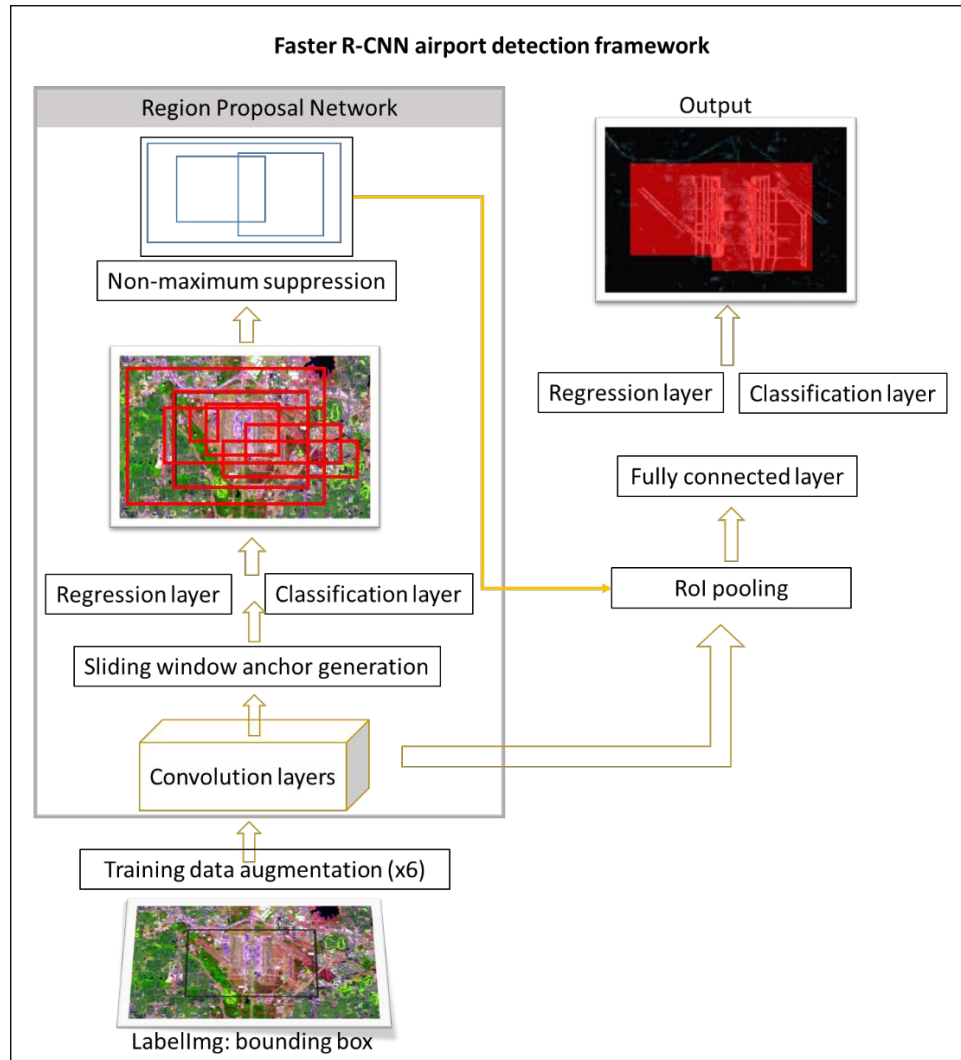 Faster R-CNN airport detection framework
Region Proposal Network
Output
Non-maximum suppression
Regression layer
Classification layer
Fully connected layer
Regression layer
Classification layer
RoI pooling
Sliding window anchor generation
Convolution layers
Training data augmentation (x6)
LabelImg: bounding box